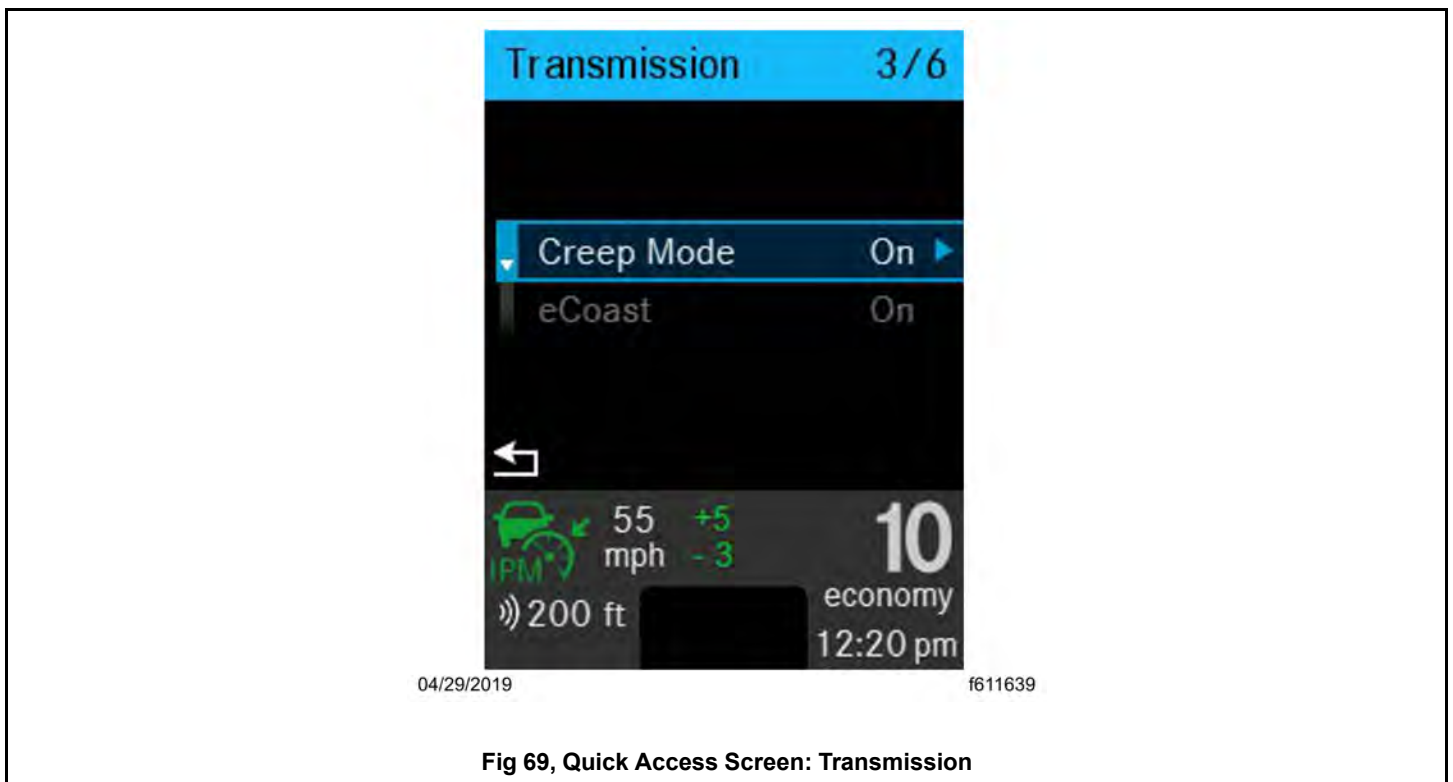 Transmission 3/6
Creep Mode On
eCoast On
IPM
55 +5
mph - 3
10
economy
200 ft
12:20 pm
04/29/2019 f611639
Fig 69, Quick Access Screen: Transmission